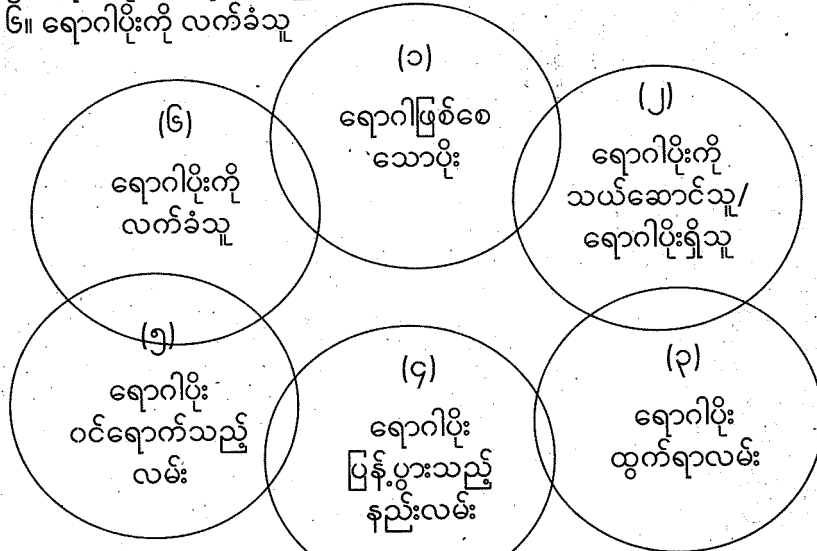 ၆။ ရောဂါပိုးကို လက်ခံသူ
(၁)
ရောဂါဖြစ်စေ
သောပိုး
(၂)
ရောဂါပိုးကို
သယ်ဆောင်သူ/
ရောဂါပိုးရှိသူ
(၃)
ရောဂါပိုး
ထွက်ရာလမ်း
(၄)
ရောဂါပိုး
ပြန့်ပွားသည့်
နည်းလမ်း
(၅)
ရောဂါပိုး
ဝင်ရောက်သည့်
လမ်း
(၆)
ရောဂါပိုးကို
လက်ခံသူ